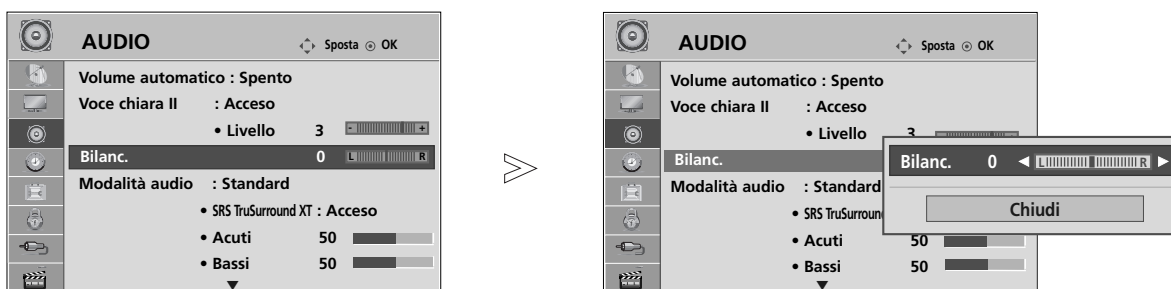 AUDIO
Sposta OK
Volume automatico : Spento
Voce chiara II : Acceso
• Livello 3 - +
Bilanc. 0 L R
Modalità audio : Standard
• SRS TruSurround XT : Acceso
• Acuti 50
• Bassi 50
AUDIO
Sposta OK
Volume automatico : Spento
Voce chiara II : Acceso
• Livello 3
Bilanc.
Modalità audio : Standard
• SRS TruSurroun
• Acuti 50
• Bassi 50
Bilanc. 0 L R
Chiudi